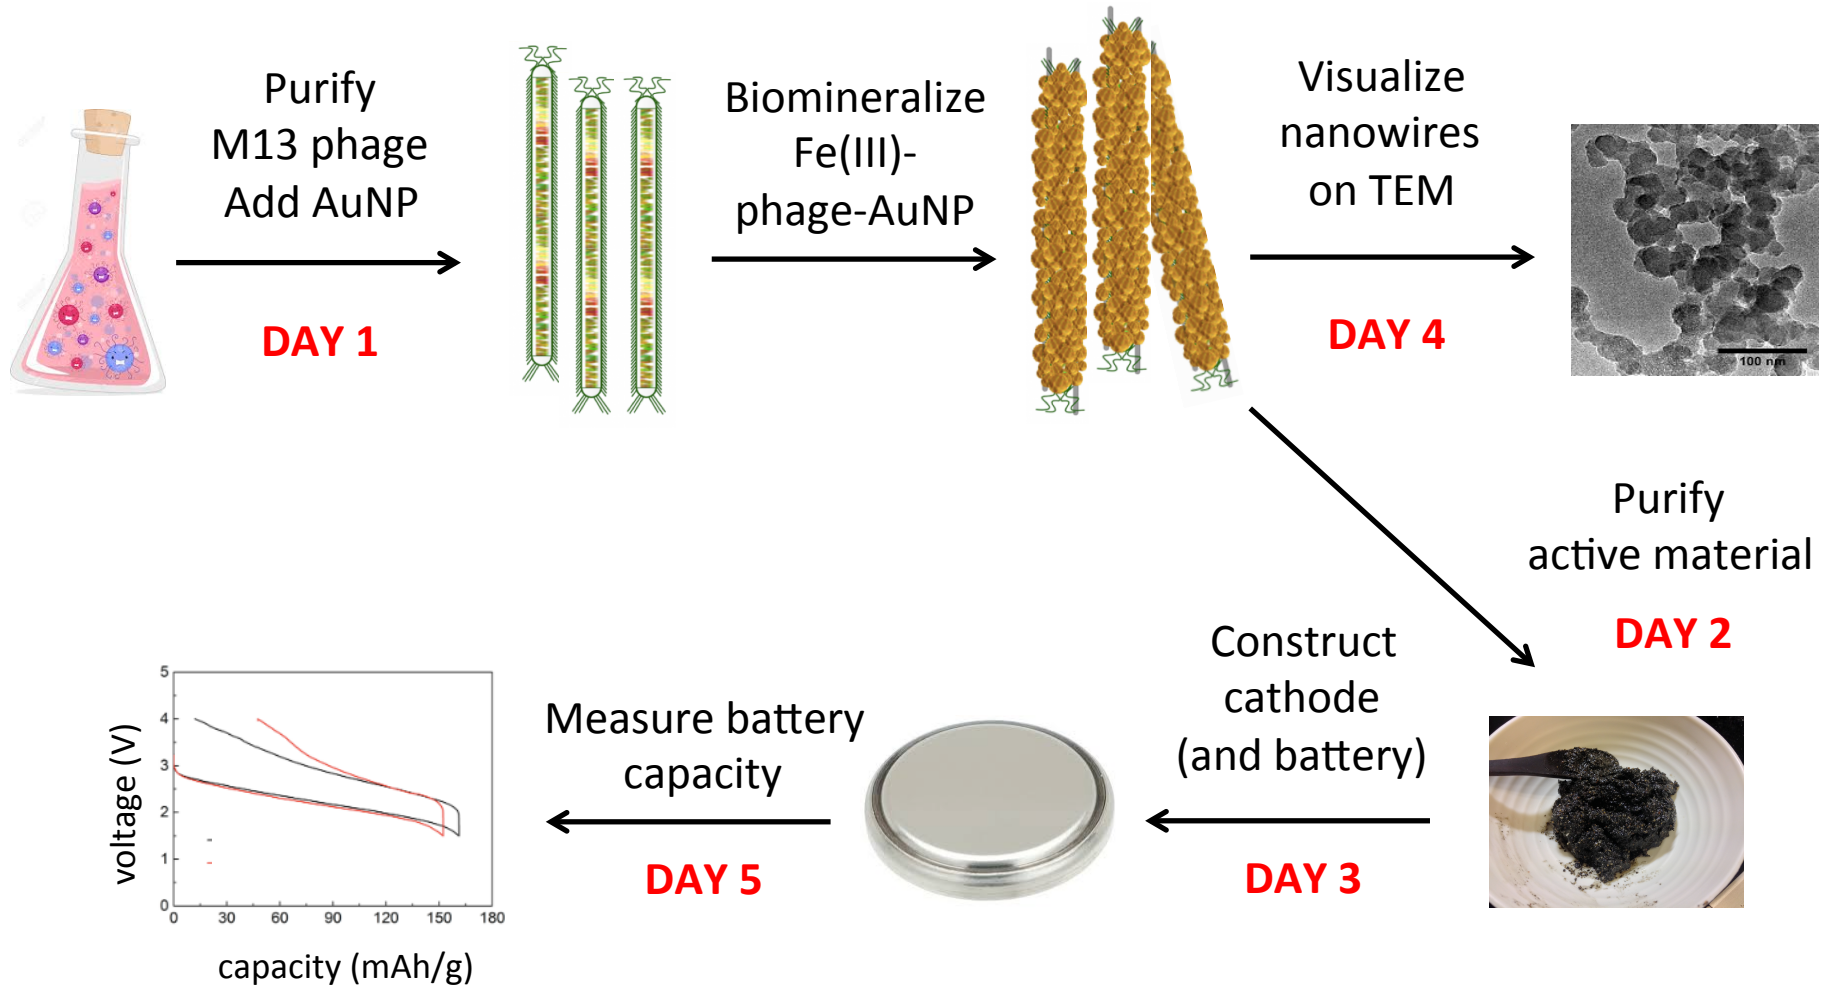 Purify
M13 phage
Add AuNP
DAY 1
Biomineralize
Fe(III)-
phage-AuNP
Visualize
nanowires
on TEM
DAY 4
100 nm
Purify
active material
DAY 2
Construct
cathode
(and battery)
DAY 3
Measure battery
capacity
DAY 5
voltage (V)
5
4
3
2
1
0
0 30 60 90 120 150 180
capacity (mAh/g)